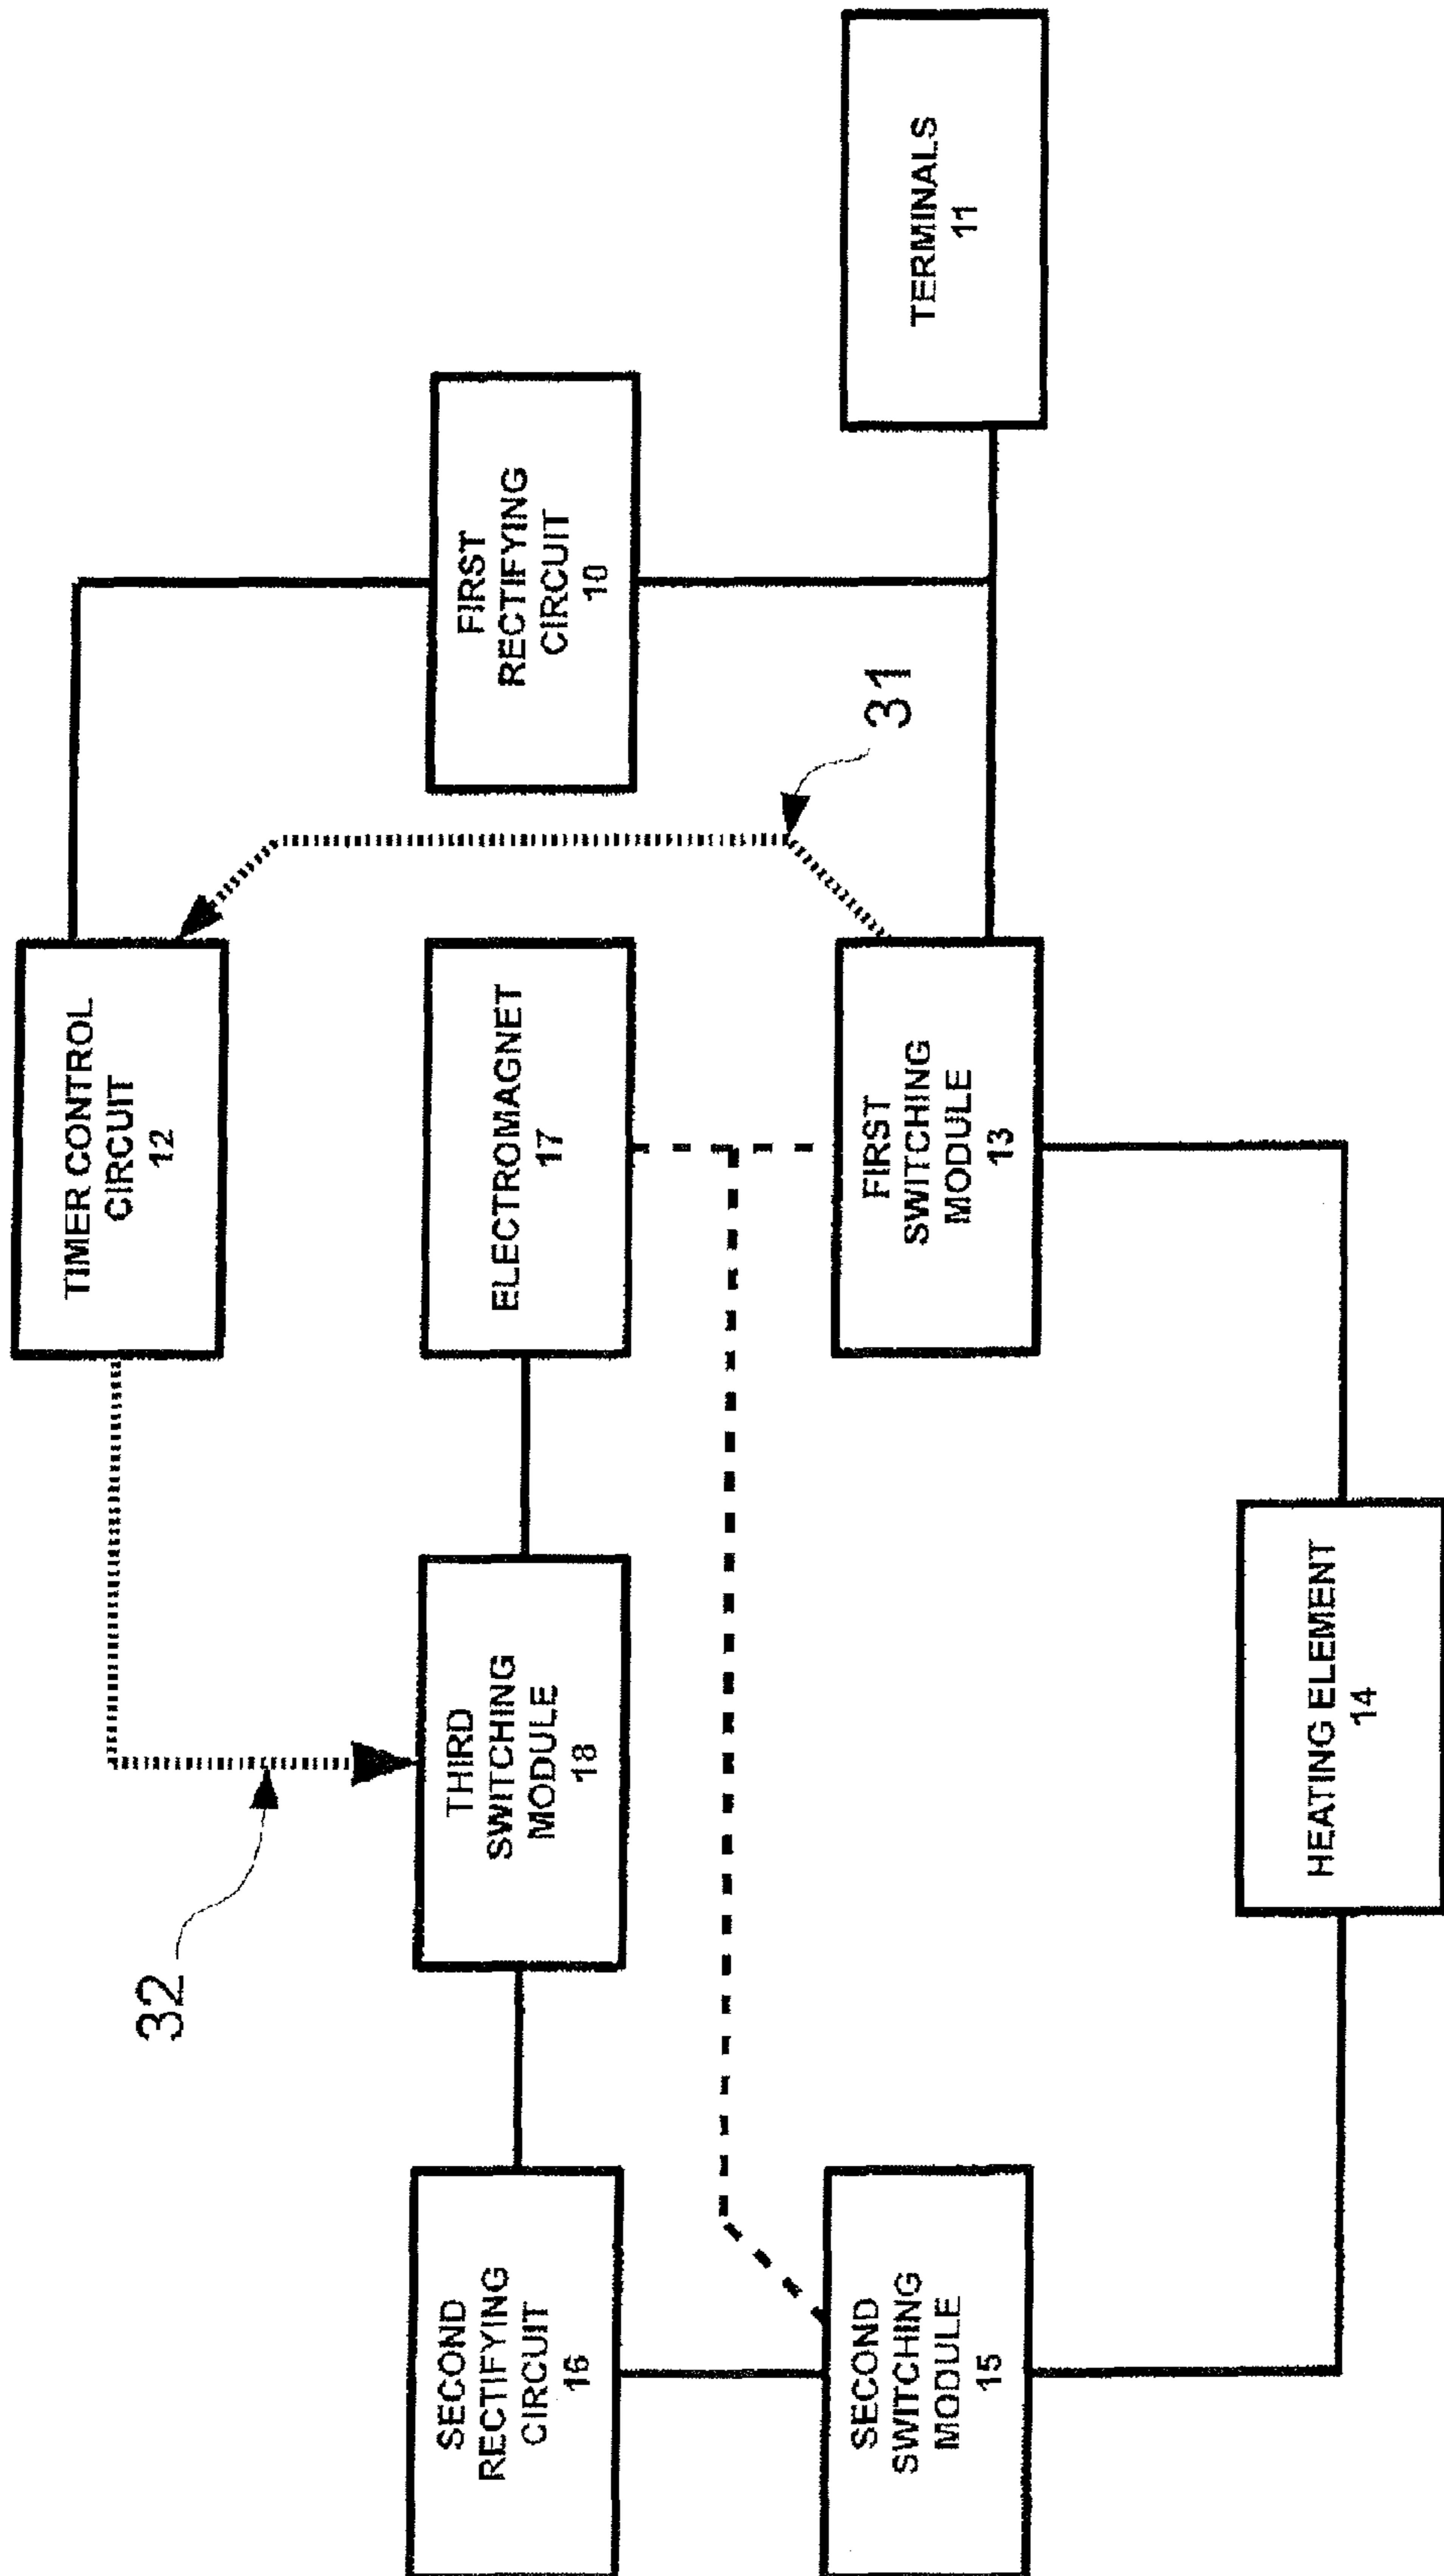 TIMER CONTROL
CIRCUIT
12
32
FIRST
RECTIFYING
CIRCUIT
10
ELECTROMAGNET
17
THIRD
SWITCHING
MODULE
18
SECOND
RECTIFYING
CIRCUIT
16
31
TERMINALS
11
FIRST
SWITCHING
MODULE
13
SECOND
SWITCHING
MODULE
15
HEATING ELEMENT
14